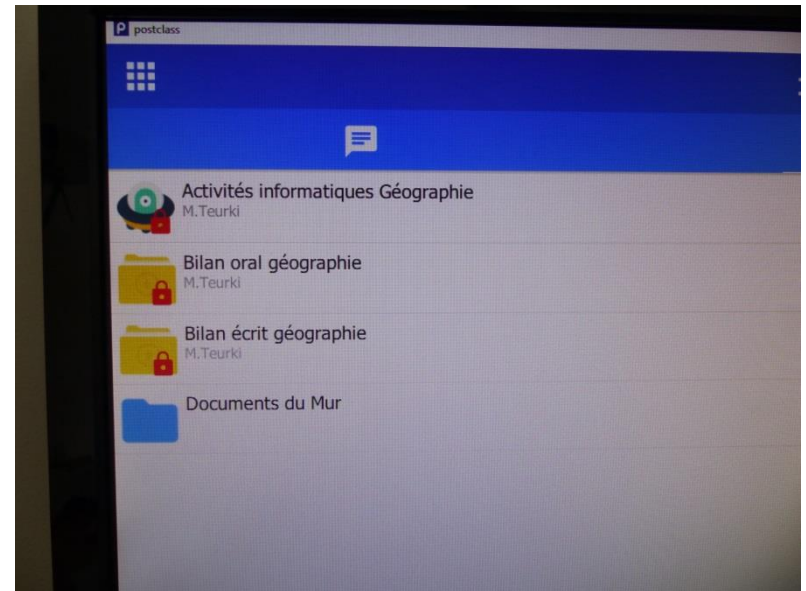 postclass
Activités informatiques Géographie
M.Teurki
Bilan oral géographie
M.Teurki
Bilan écrit géographie
M.Teurki
Documents du Mur